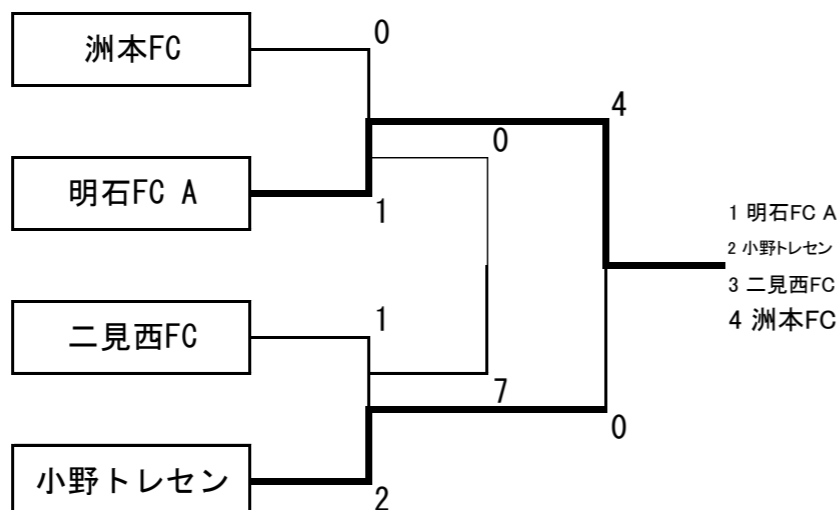 洲本FC
0
4
0
明石FC A
1
1 明石FC A
2 小野トレセン
3 二見西FC
4 洲本FC
二見西FC
1
7
0
小野トレセン
2